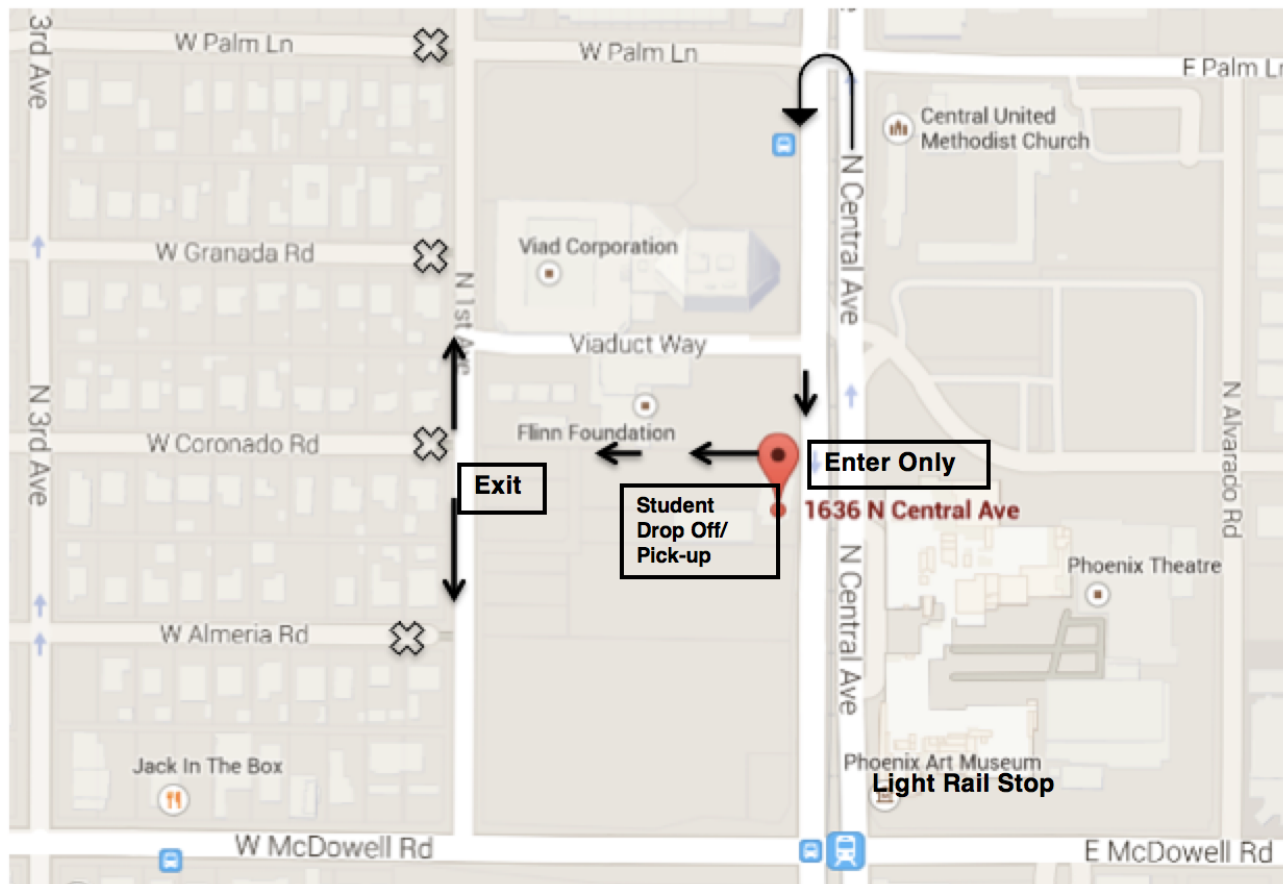 3rd Ave
W Palm Ln
W Palm Ln
E Palm Ln
Central United
Methodist Church
N Central Ave
W Granada Rd
Viad Corporation
N 1st Ave
Viaduct Way
N 3rd Ave
W Coronado Rd
Flinn Foundation
Enter Only
N Alvarado Rd
Exit
Student
Drop Off/
Pick-up
1636 N Central Ave
N Central Ave
Phoenix Theatre
W Almeria Rd
Jack In The Box
Phoenix Art Museum
Light Rail Stop
W McDowell Rd
E McDowell Rd